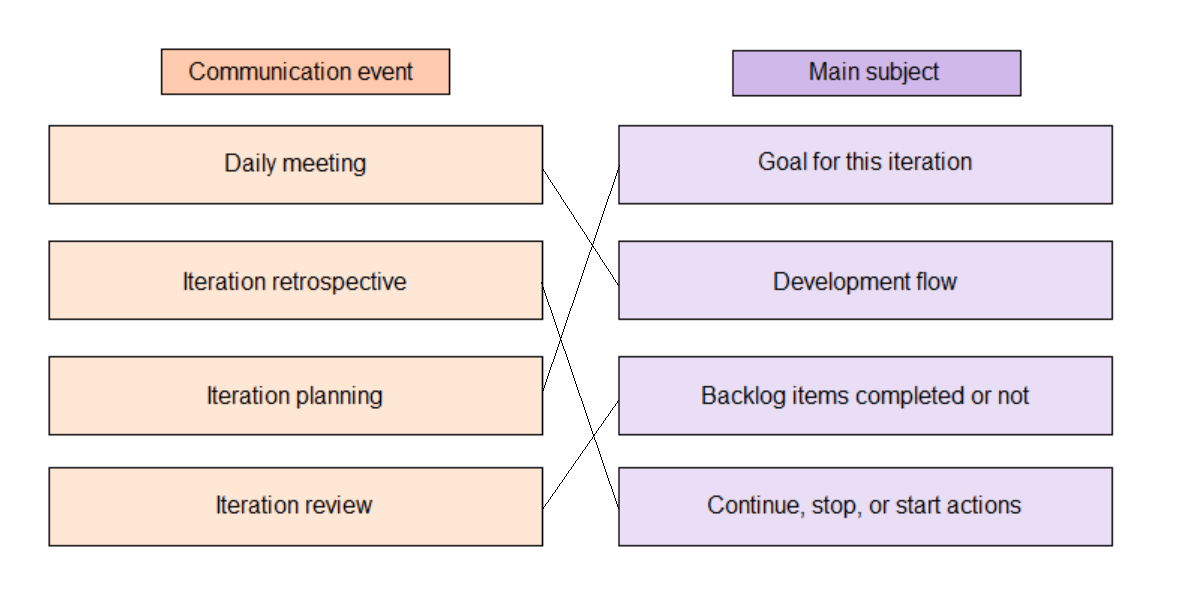 Communication event
Main subject
Daily meeting
Goal for this iteration
Iteration retrospective
Development flow
Iteration planning
Backlog items completed or not
Iteration review
Continue, stop, or start actions